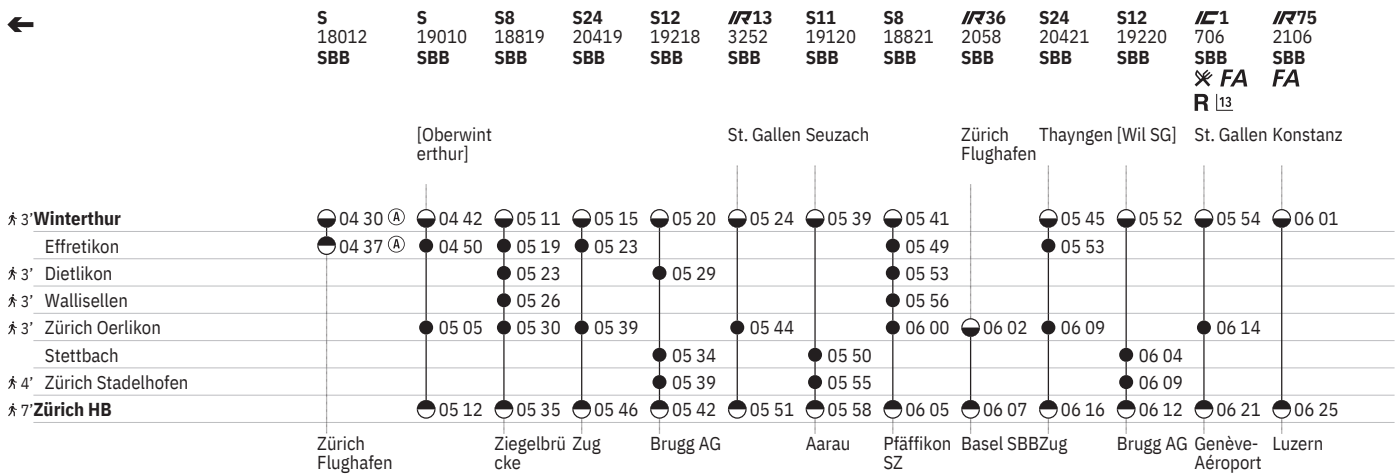 S S S8 S24 S12 IR13 S11 S8 IR36 S24 S12 IC1 IR75
18012 19010 18819 20419 19218 3252 19120 18821 2058 20421 19220 706 2106
SBB SBB SBB SBB SBB SBB SBB SBB SBB SBB SBB SBB SBB
FA FA
R 13
[Oberwint St. Gallen Seuzach Zürich Thayngen [Wil SG] St. Gallen Konstanz
erthur] Flughafen
3' Winterthur 04 30 Ⓐ 04 42 05 11 05 15 05 20 05 24 05 39 05 41 05 45 05 52 05 54 06 01
Effretikon 04 37 Ⓐ 04 50 05 19 05 23 05 49 05 53
3' Dietlikon 05 23 05 29 05 53
3' Wallisellen 05 26 05 56
3' Zürich Oerlikon 05 05 05 30 05 39 05 44 06 00 06 02 06 09 06 14
Stettbach 05 34 05 50 06 04
4' Zürich Stadelhofen 05 39 05 55 06 09
7' Zürich HB 05 12 05 35 05 46 05 42 05 51 05 58 06 05 06 07 06 16 06 12 06 21 06 25
Zürich Ziegelbrü Zug Brugg AG Aarau Pfäffikon Basel SBB Zug Brugg AG Genève- Luzern
Flughafen cke SZ Aéroport